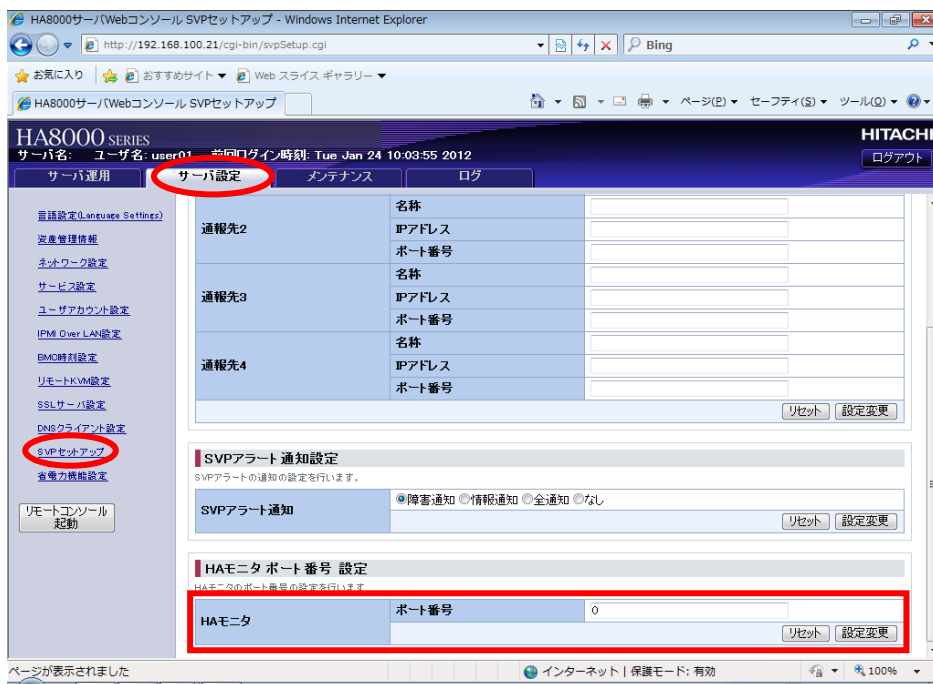 HA8000サーバWebコンソール SVPセットアップ - Windows Internet Explorer
http://192.168.100.21/cgi-bin/svpSetup.cgi
Bing
お気に入り
おすすめサイト ▼
Web スライス ギャラリー ▼
HA8000サーバWebコンソール SVPセットアップ
ページ(P) ▼ セーフティ(S) ▼ ツール(O) ▼
HA8000 SERIES
HITACHI
サーバ名: ユーザ名: user01 前回ログイン時刻: Tue Jan 24 10:03:55 2012
ログアウト
サーバ運用 サーバ設定 メンテナンス ログ
言語設定(Language Settings)
資産管理情報
ネットワーク設定
サービス設定
ユーザアカウント設定
IPMI Over LAN設定
BMC時刻設定
リモートKVM設定
SSLサーバ設定
DNSクライアント設定
SVPセットアップ
省電力機能設定
リモートコンソール
起動
通報先2
名称
IPアドレス
ポート番号
通報先3
名称
IPアドレス
ポート番号
通報先4
名称
IPアドレス
ポート番号
リセット 設定変更
SVPアラート 通知設定
SVPアラートの通知の設定を行います。
SVPアラート通知
障害通知 情報通知 全通知 なし
リセット 設定変更
HAモニタ ポート番号 設定
HAモニタのポート番号の設定を行います
HAモニタ
ポート番号 0
リセット 設定変更
ページが表示されました
インターネット | 保護モード: 有効
100%